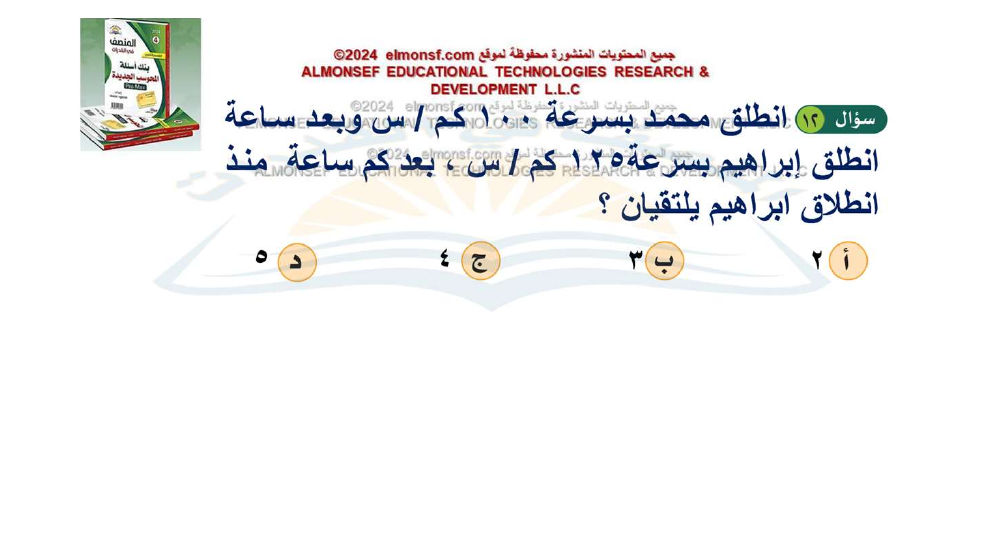 المنصف
بنك أسئلة
المحوسب الجديدة
جميع المحتويات المنشورة محفوظة لموقع elmonsf.com ©2024
ALMONSEF EDUCATIONAL TECHNOLOGIES RESEARCH &
DEVELOPMENT L.L.C
سؤال ١٢ انطلق محمد بسرعة ١٠٠ كم / س وبعد ساعة
انطلق إبراهيم بسرعة١٢٥ كم / س ، بعد كم ساعة منذ
انطلاق ابراهيم يلتقيان ؟
أ ٢
ب ٣
ج ٤
د ٥